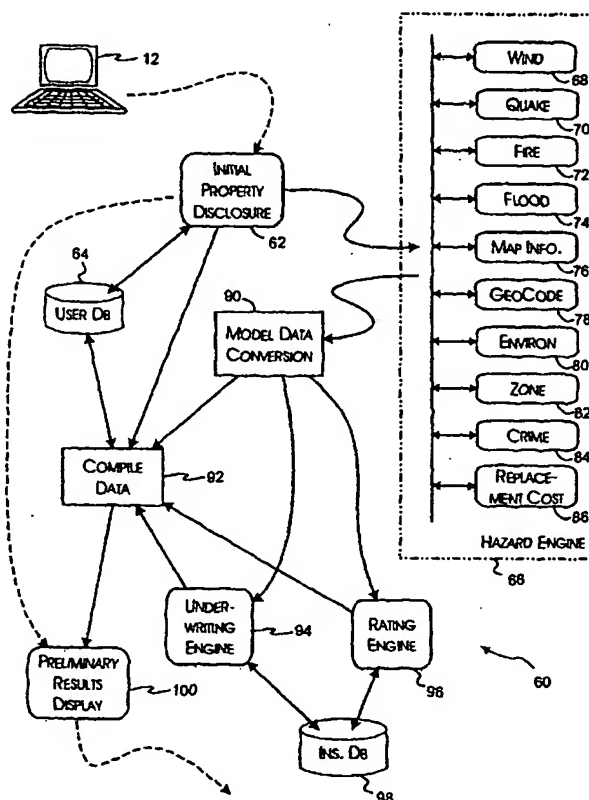 12
WIND
68
QUAKE
70
FIRE
72
FLOOD
74
MAP INFO.
76
GEOCODE
78
ENVIRON
80
ZONE
82
CRIME
84
REPLACE-
MENT COST
86
HAZARD ENGINE
66
INITIAL
PROPERTY
DISCLOSURE
62
64
USER DB
90
MODEL DATA
CONVERSION
COMPILE
DATA
92
UNDER-
WRITING
ENGINE
94
RATING
ENGINE
96
PRELIMINARY
RESULTS
DISPLAY
100
60
INS. DB
98